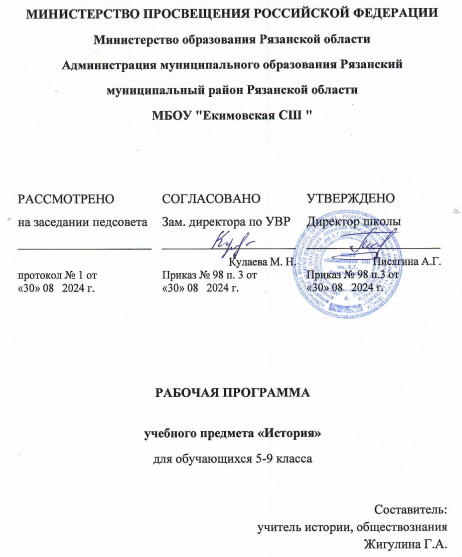 МИНИСТЕРСТВО ПРОСВЕЩЕНИЯ РОССИЙСКОЙ ФЕДЕРАЦИИ
Министерство образования Рязанской области
Администрация муниципального образования Рязанский
муниципальный район Рязанской области
МБОУ "Екимовская СШ "
РАССМОТРЕНО
на заседании педсовета
протокол № 1 от
«30» 08 2024 г.
СОГЛАСОВАНО
Зам. директора по УВР
Кулаева М. Н.
Приказ № 98 п. 3 от
«30» 08 2024 г.
УТВЕРЖДЕНО
Директор школы
Писягина А.Г.
Приказ № 98 п.3 от
«30» 08 2024 г.
РАБОЧАЯ ПРОГРАММА
учебного предмета «История»
для обучающихся 5-9 класса
Составитель:
учитель истории, обществознания
Жигулина Г.А.